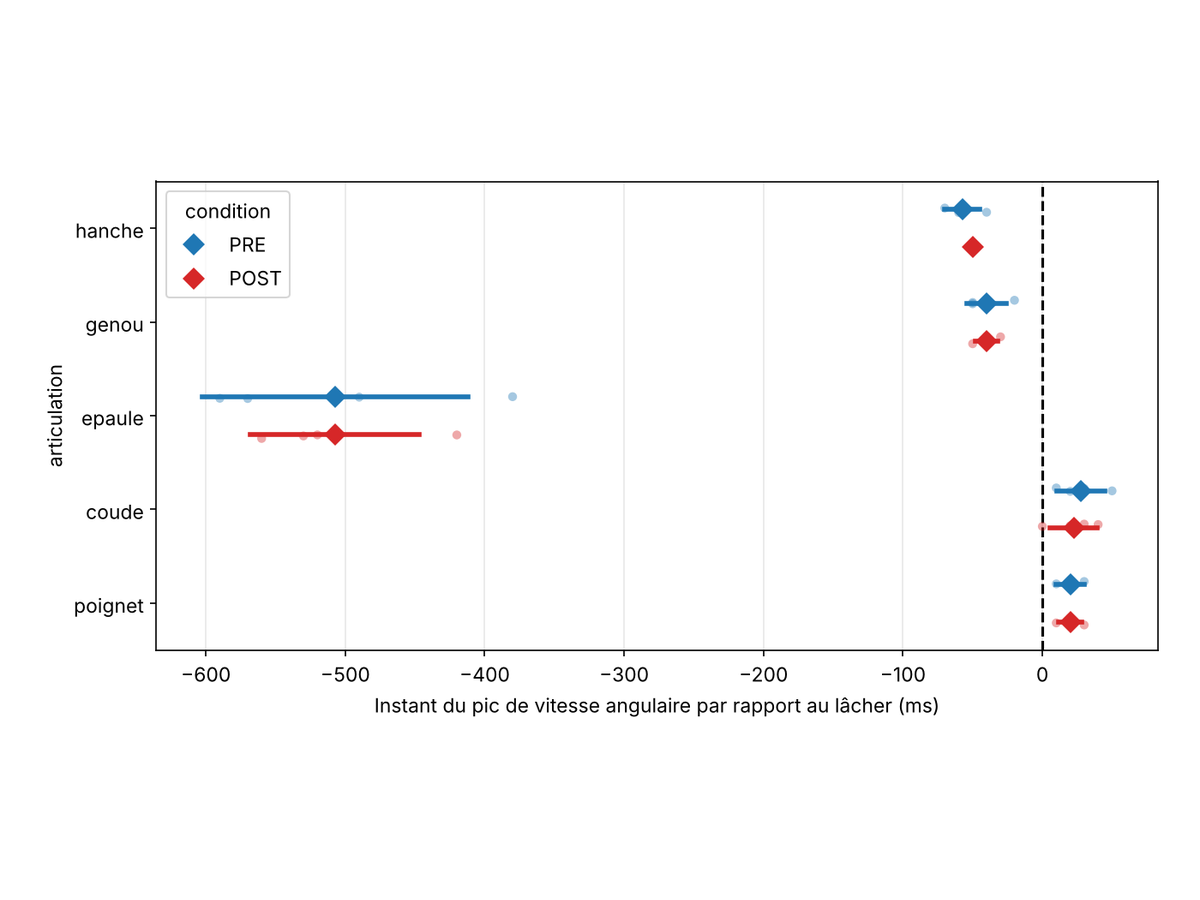 condition
PRE
POST
hanche
genou
epaule
coude
poignet
articulation
−600 −500 −400 −300 −200 −100 0
Instant du pic de vitesse angulaire par rapport au lâcher (ms)